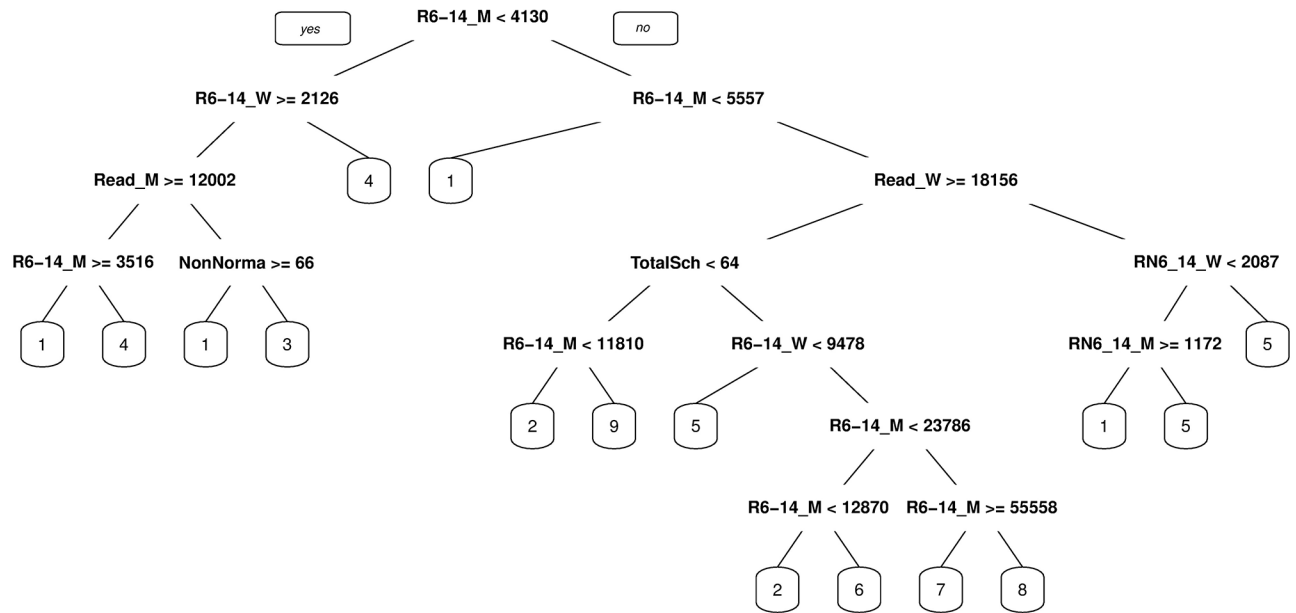 R6−14_M < 4130
yes
no
R6−14_W >= 2126
R6−14_M < 5557
Read_M >= 12002
4
1
Read_W >= 18156
R6−14_M >= 3516
NonNorma >= 66
TotalSch < 64
RN6_14_W < 2087
1
4
1
3
R6−14_M < 11810
R6−14_W < 9478
RN6_14_M >= 1172
5
2
9
5
R6−14_M < 23786
1
5
R6−14_M < 12870
R6−14_M >= 55558
2
6
7
8